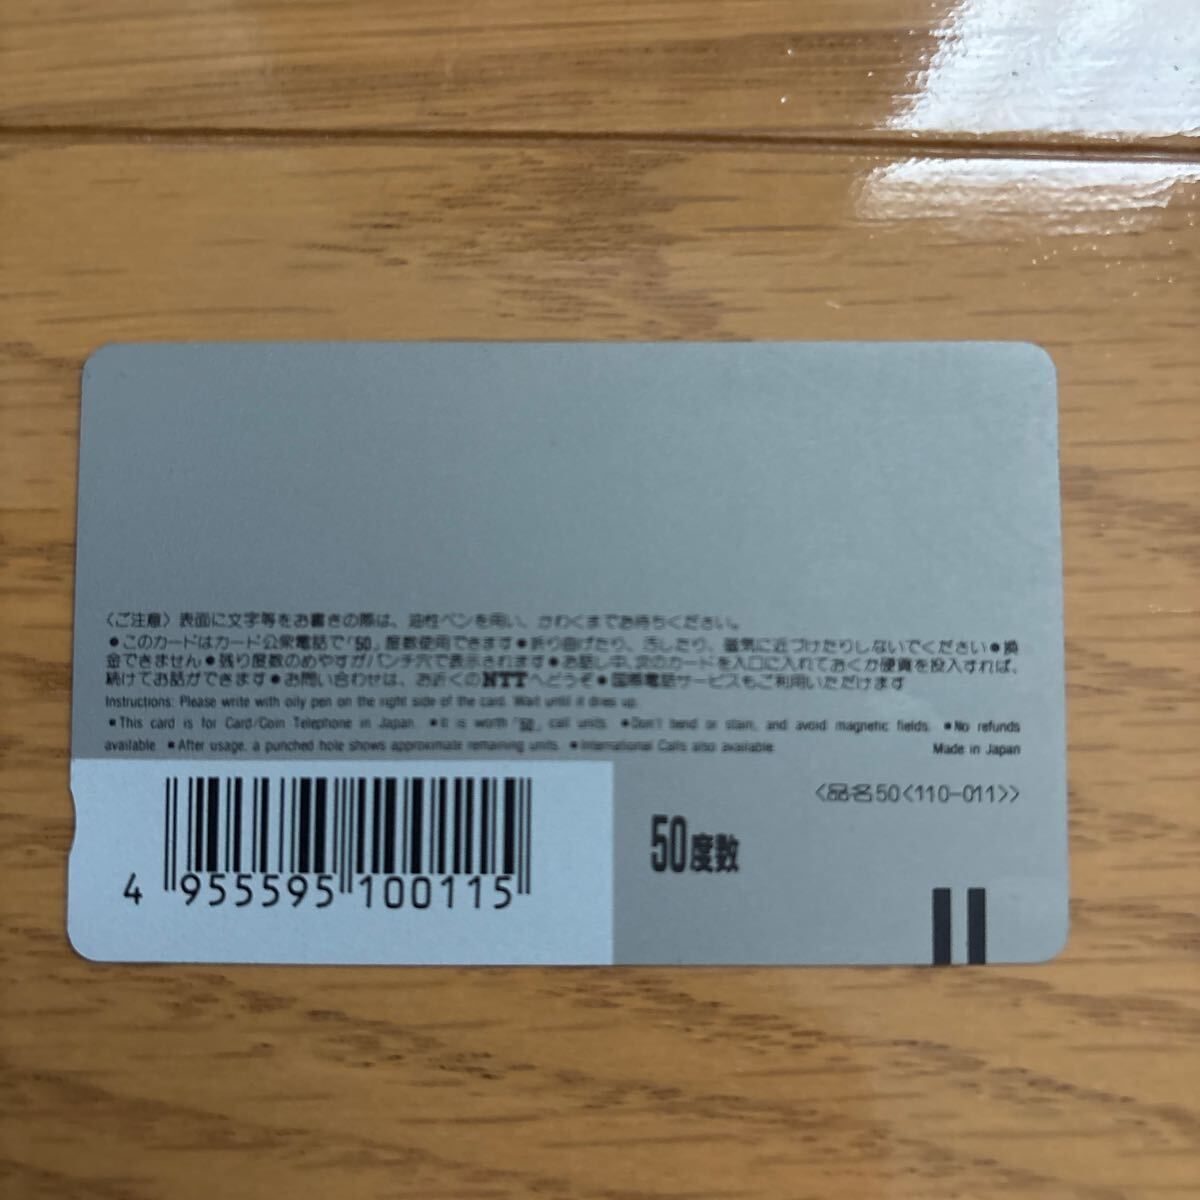 〈ご注意〉表面に文字等をお書きの際は、油性ペンを用い、かわくまでお待ちください。
●このカードはカード公衆電話で「50」度数使用できます●折り曲げたり、汚したり、磁気に近づけたりしないでください●換
金できません●残り度数のめやすがパンチ穴で表示されます●お話し中、次のカードを入口に入れておくか硬貨を投入すれば、
続けてお話ができます●お問い合わせは、お近くのNTTへどうぞ●国際電話サービスもご利用いただけます
Instructions: Please write with oily pen on the right side of the card. Wait until it dries up.
●This card is for Card/Coin Telephone in Japan. ●It is worth「50」call units. ●Don't bend or stain, and avoid magnetic fields. ●No refunds
available. ●After usage, a punched hole shows approximate remaining units. ●International Calls also available.
Made in Japan
〈品名50〈110-011〉〉
50度数
4 955595 100115